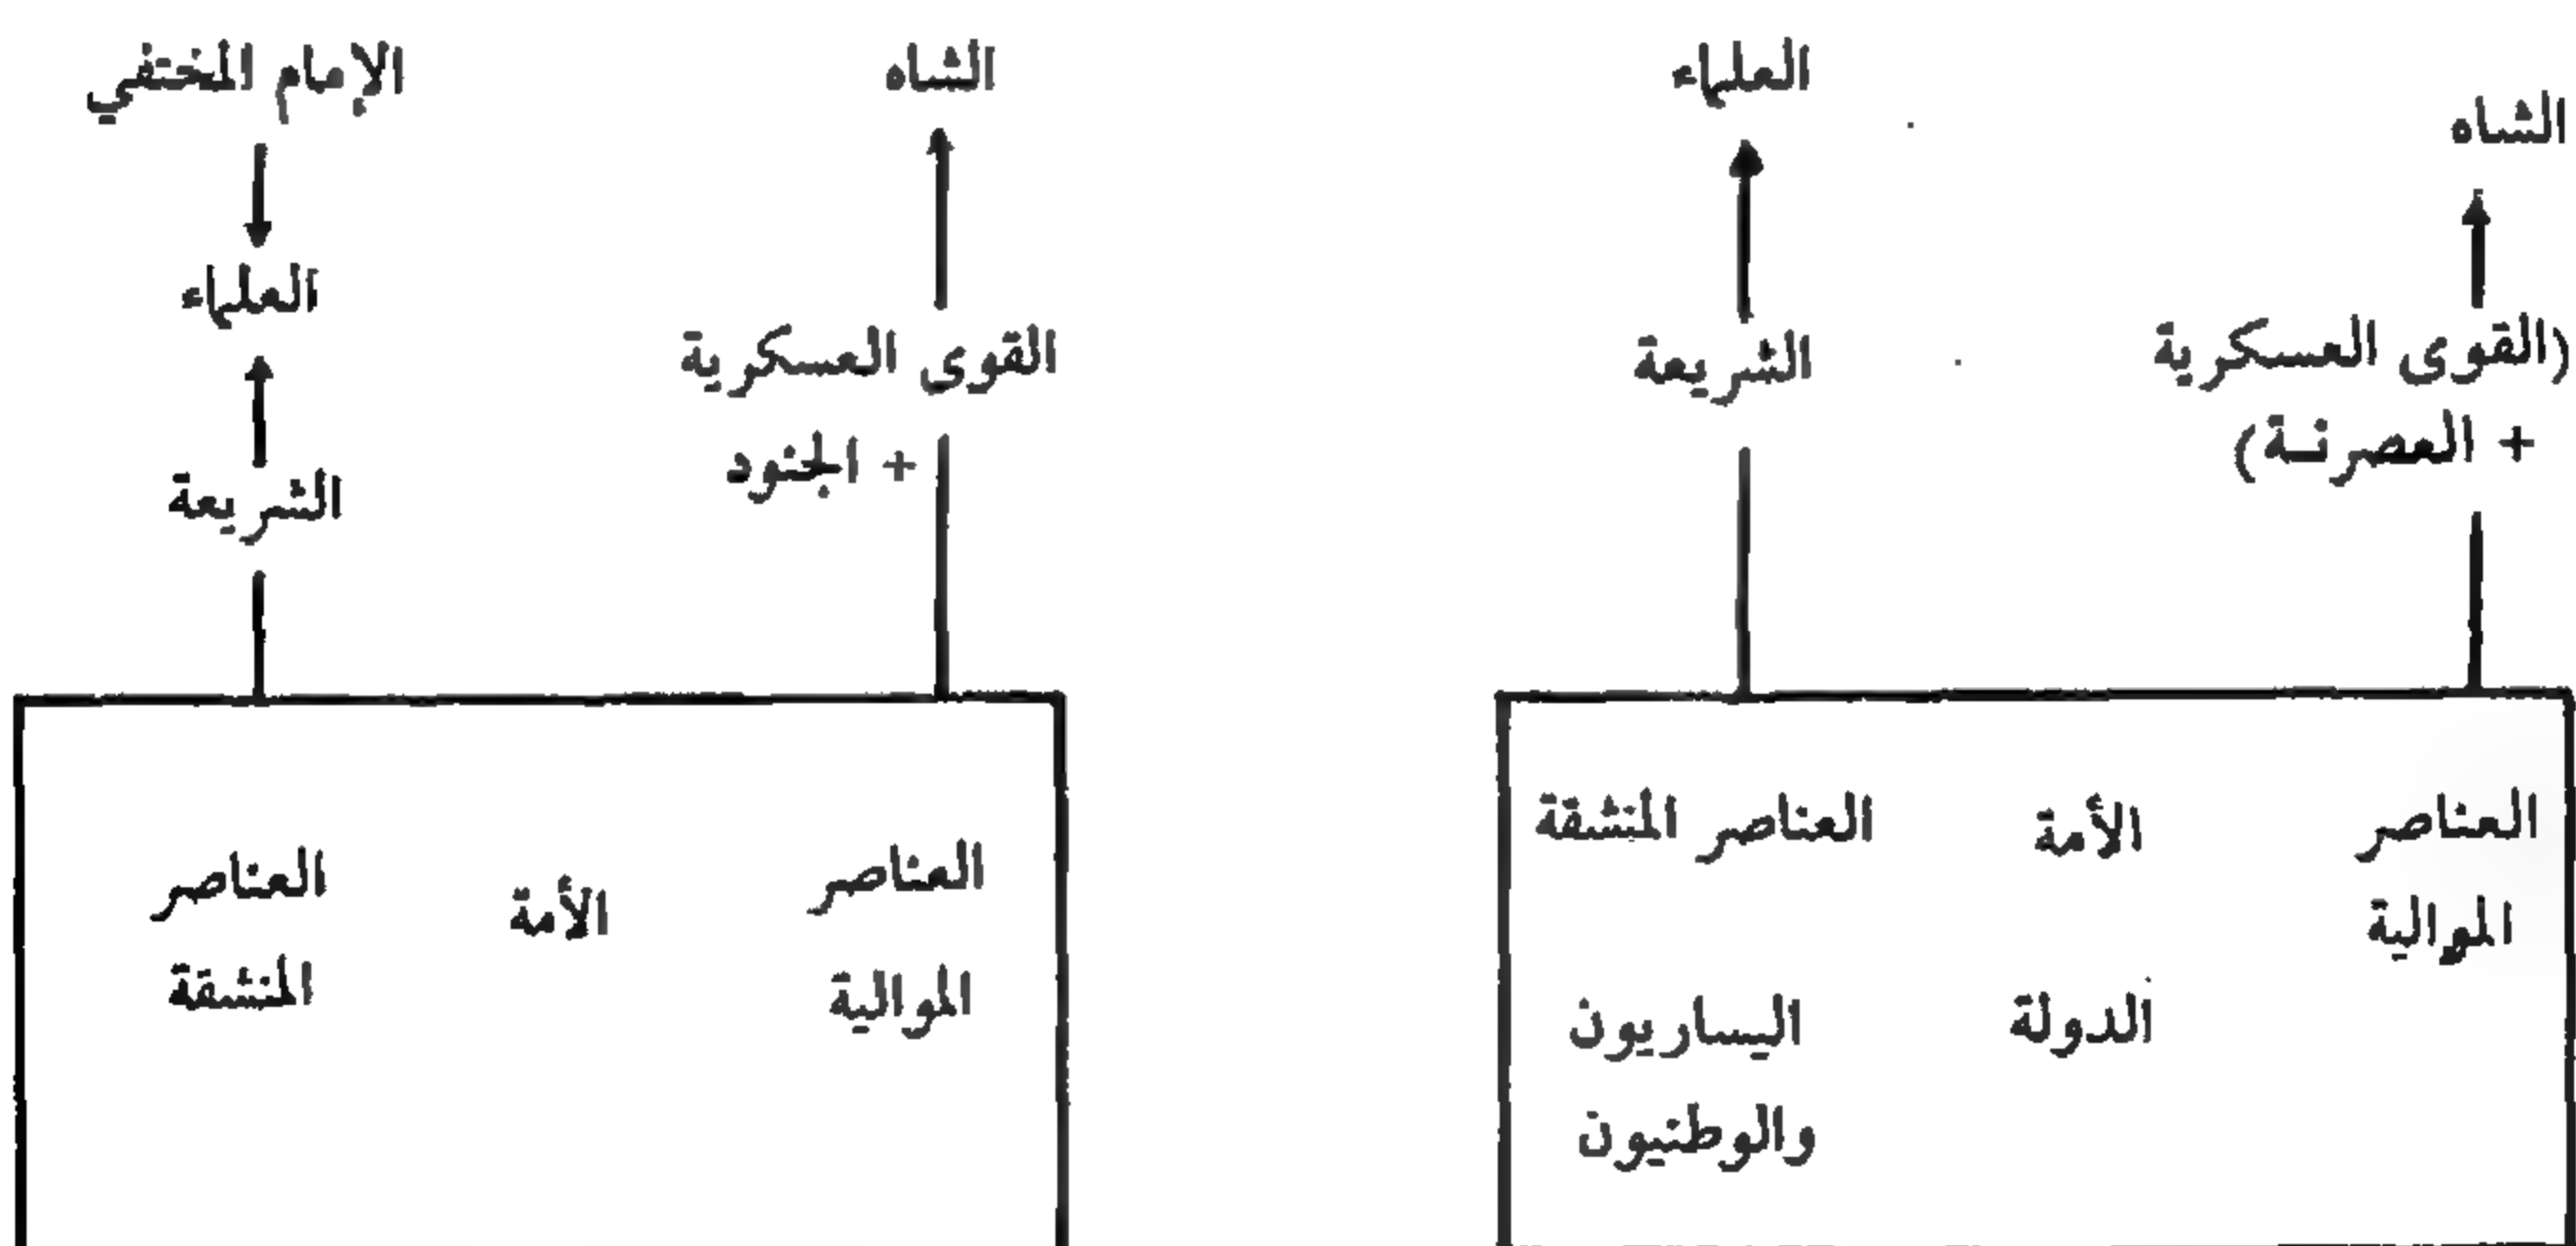 الشاه
(القوى العسكرية
+ العصرنة)
العلماء
الشريعة
العناصر
الموالية
الأمة
الدولة
العناصر المنشقة
اليساريون
والوطنيون
الشاه
القوى العسكرية
+ الجنود
الإمام المختفي
العلماء
الشريعة
العناصر
الموالية
الأمة
العناصر
المنشقة